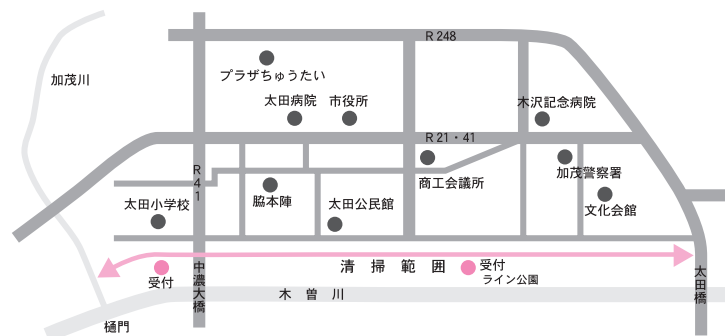 R248
加茂川
プラザちゅうたい
太田病院
市役所
木沢記念病院
R21・41
R41
商工会議所
加茂警察署
太田小学校
脇本陣
太田公民館
文化会館
清掃範囲
受付
受付
ライン公園
中濃大橋
太田橋
木曽川
樋門